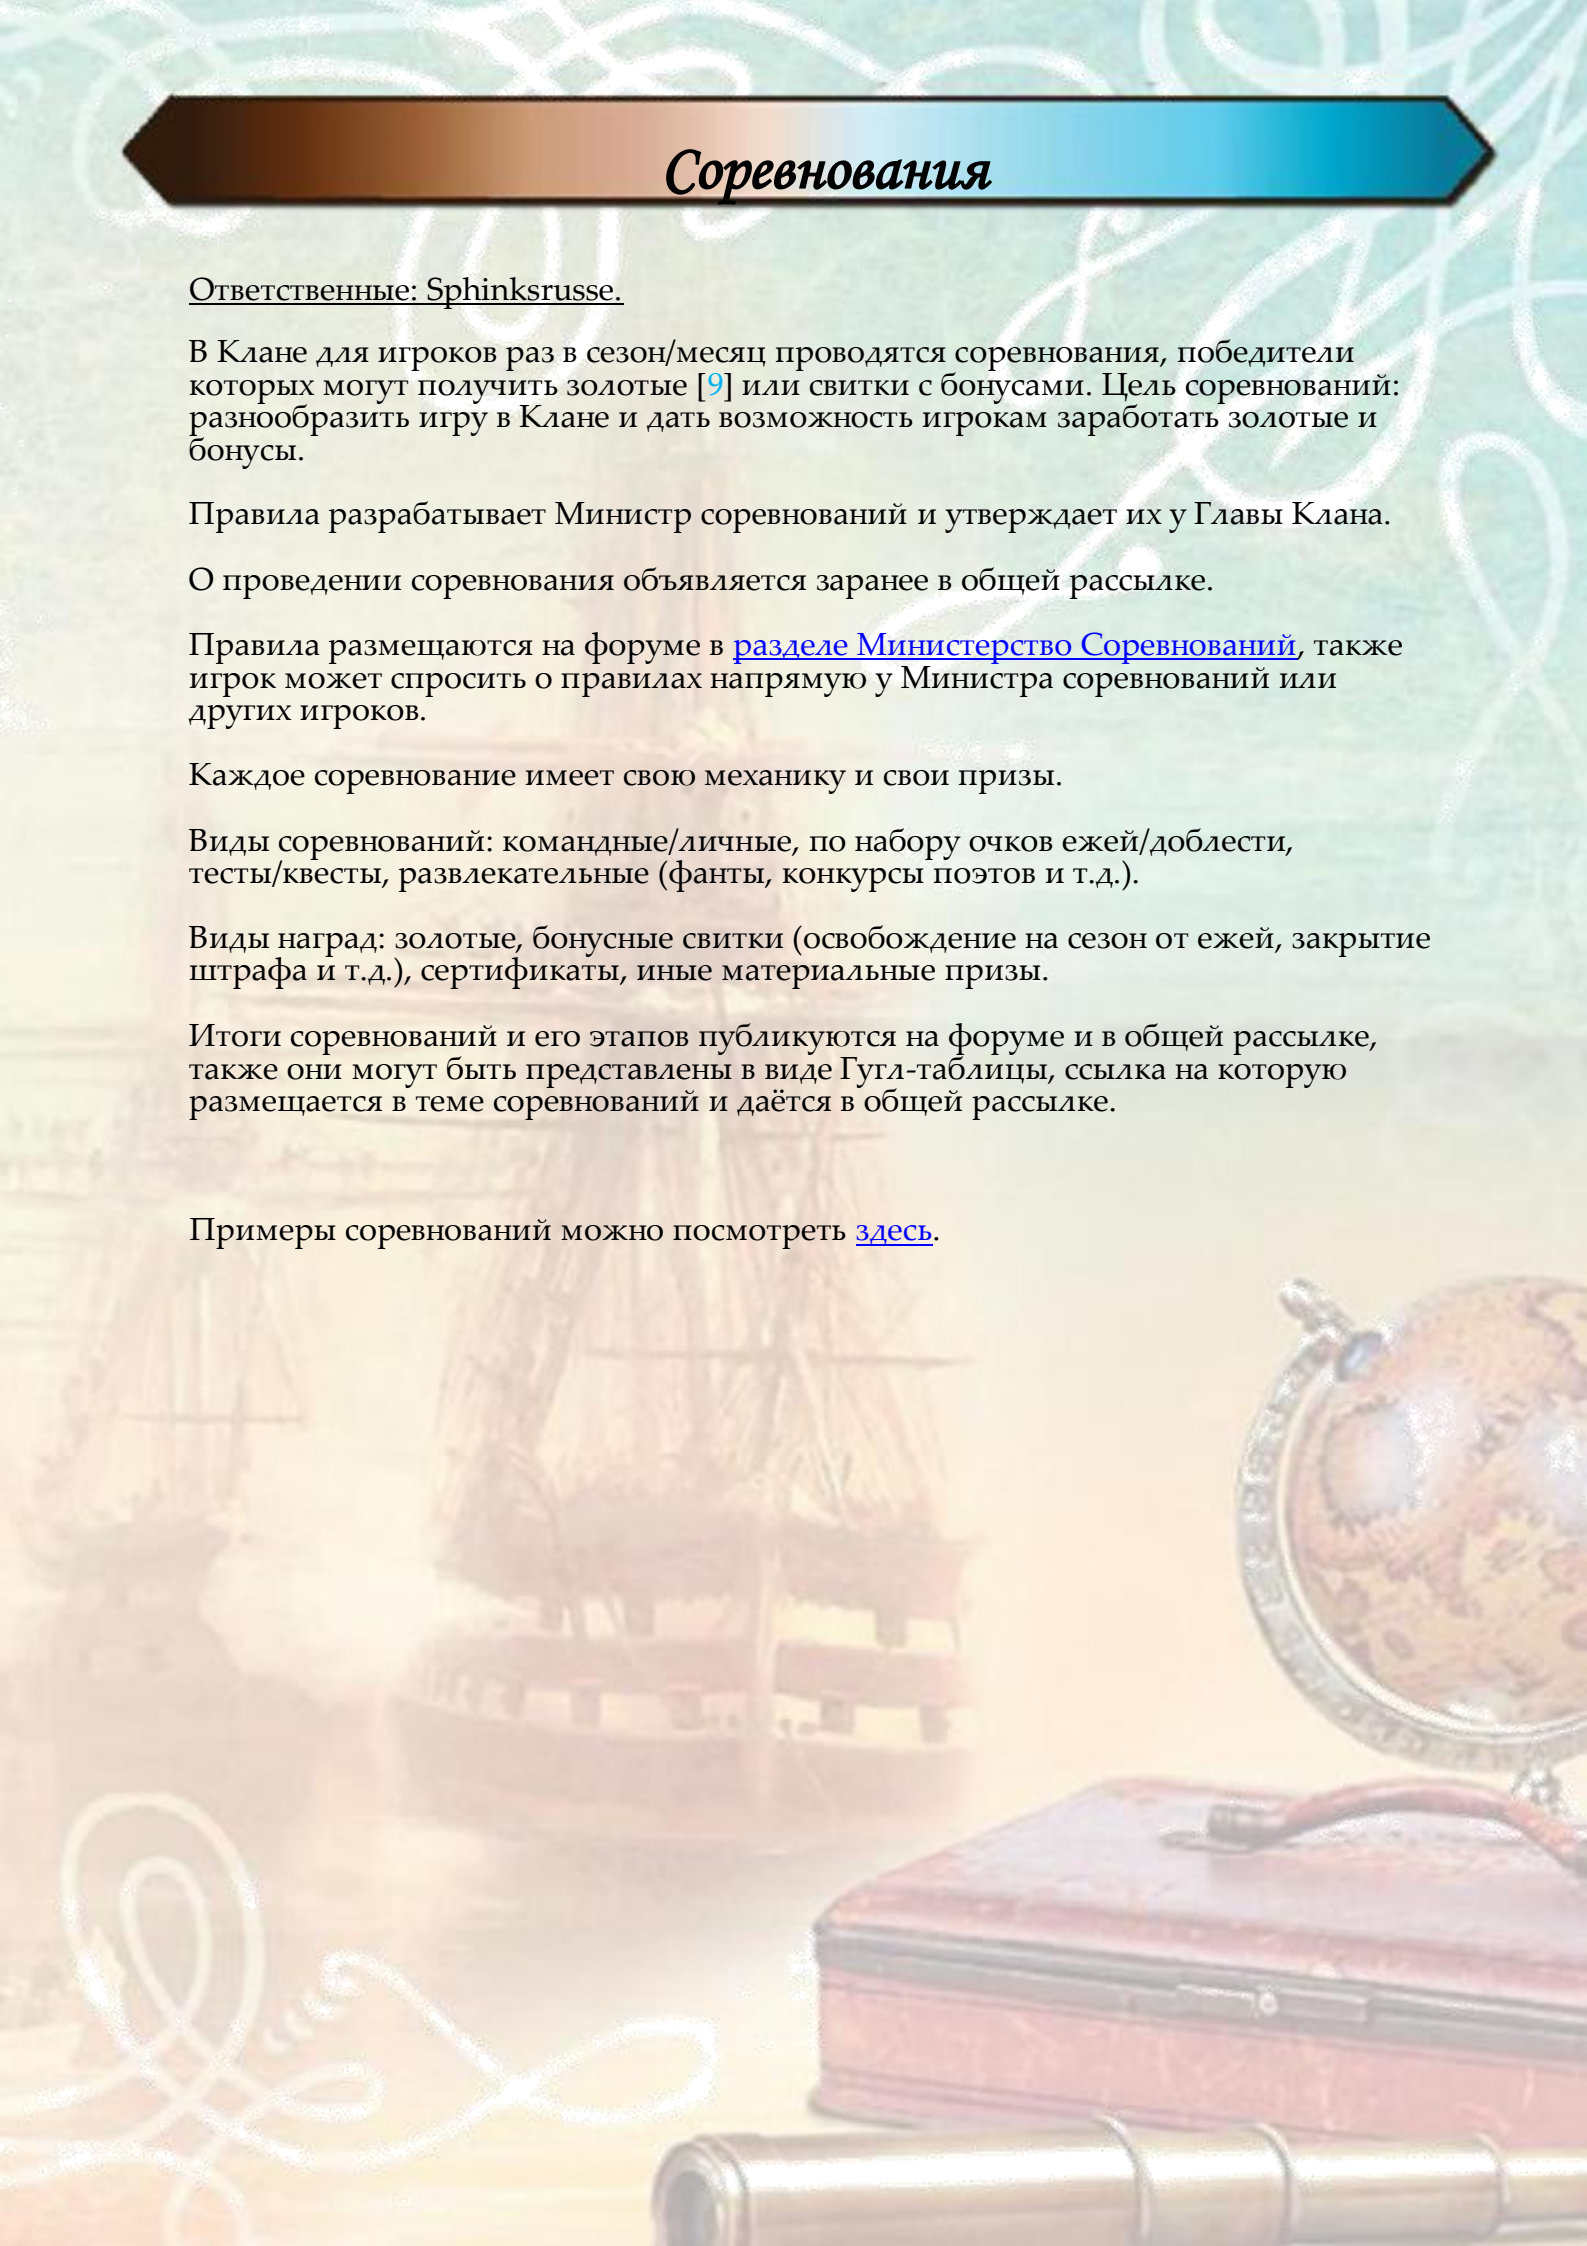 Соревнования
Ответственные: Sphinksrusse.
В Клане для игроков раз в сезон/месяц проводятся соревнования, победители
которых могут получить золотые [9] или свитки с бонусами. Цель соревнований:
разнообразить игру в Клане и дать возможность игрокам заработать золотые и
бонусы.
Правила разрабатывает Министр соревнований и утверждает их у Главы Клана.
О проведении соревнования объявляется заранее в общей рассылке.
Правила размещаются на форуме в разделе Министерство Соревнований, также
игрок может спросить о правилах напрямую у Министра соревнований или
других игроков.
Каждое соревнование имеет свою механику и свои призы.
Виды соревнований: командные/личные, по набору очков ежей/доблести,
тесты/квесты, развлекательные (фанты, конкурсы поэтов и т.д.).
Виды наград: золотые, бонусные свитки (освобождение на сезон от ежей, закрытие
штрафа и т.д.), сертификаты, иные материальные призы.
Итоги соревнований и его этапов публикуются на форуме и в общей рассылке,
также они могут быть представлены в виде Гугл-таблицы, ссылка на которую
размещается в теме соревнований и даётся в общей рассылке.
Примеры соревнований можно посмотреть здесь.